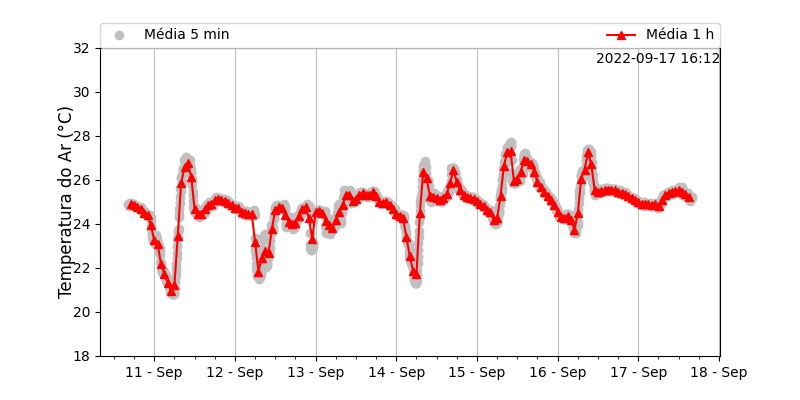 Média 5 min
Média 1 h
2022-09-17 16:12
Temperatura do Ar (°C)
32
30
28
26
24
22
20
18
11 - Sep
12 - Sep
13 - Sep
14 - Sep
15 - Sep
16 - Sep
17 - Sep
18 - Sep